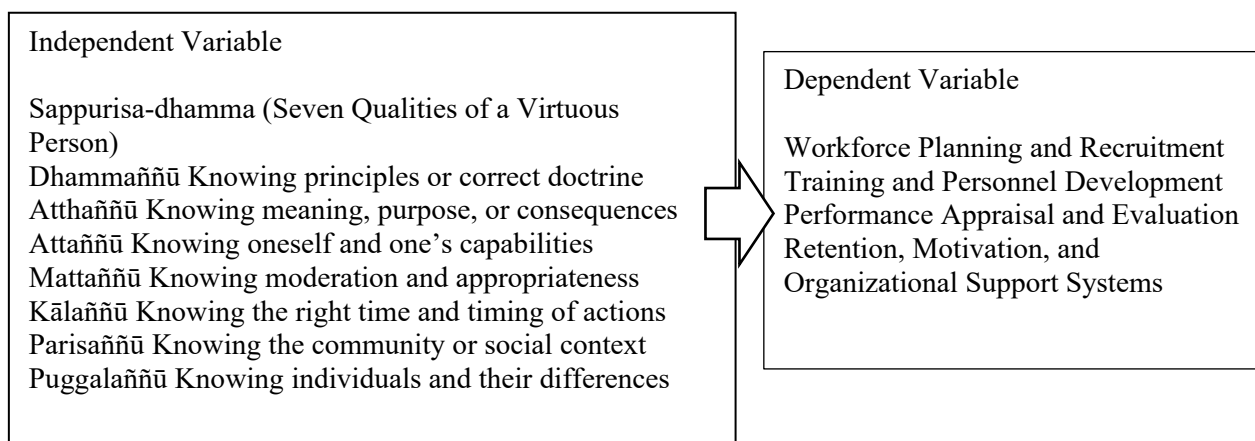 Independent Variable
Sappurisa-dhamma (Seven Qualities of a Virtuous
Person)
Dhammaññū Knowing principles or correct doctrine
Atthaññū Knowing meaning, purpose, or consequences
Attaññū Knowing oneself and one’s capabilities
Mattaññū Knowing moderation and appropriateness
Kālaññū Knowing the right time and timing of actions
Parisaññū Knowing the community or social context
Puggalaññū Knowing individuals and their differences
Dependent Variable
Workforce Planning and Recruitment
Training and Personnel Development
Performance Appraisal and Evaluation
Retention, Motivation, and
Organizational Support Systems